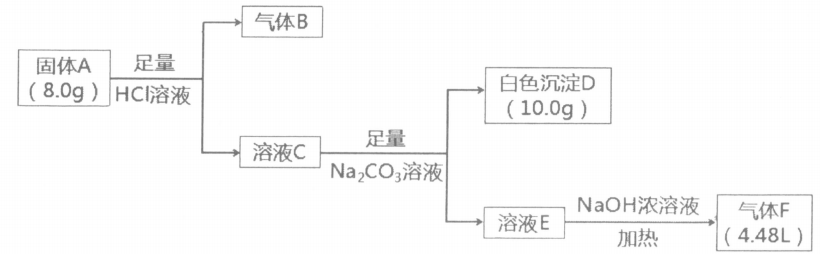 气体B
固体A
（8.0g）
足量
HCl溶液
溶液C
足量
Na₂CO₃溶液
白色沉淀D
（10.0g）
溶液E
NaOH浓溶液
加热
气体F
（4.48L）